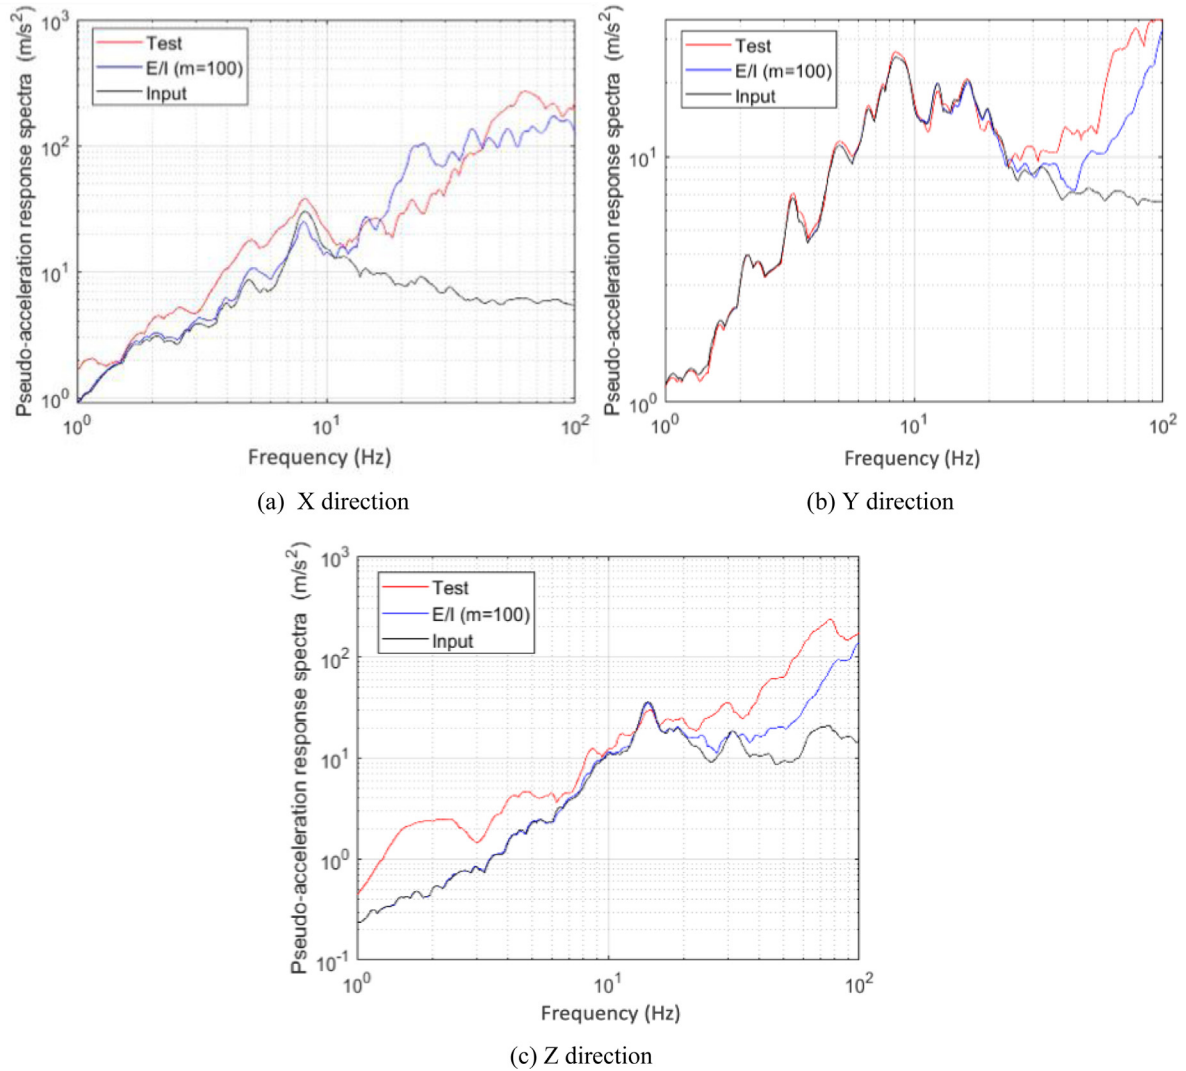 Pseudo-acceleration response spectra (m/s²)
10³
10²
10¹
10⁰
Test
E/I (m=100)
Input
10⁰
10¹
10²
Frequency (Hz)
(a) X direction
Pseudo-acceleration response spectra (m/s²)
10¹
10⁰
Test
E/I (m=100)
Input
10⁰
10¹
10²
Frequency (Hz)
(b) Y direction
Pseudo-acceleration response spectra (m/s²)
10³
10²
10¹
10⁰
10⁻¹
Test
E/I (m=100)
Input
10⁰
10¹
10²
Frequency (Hz)
(c) Z direction